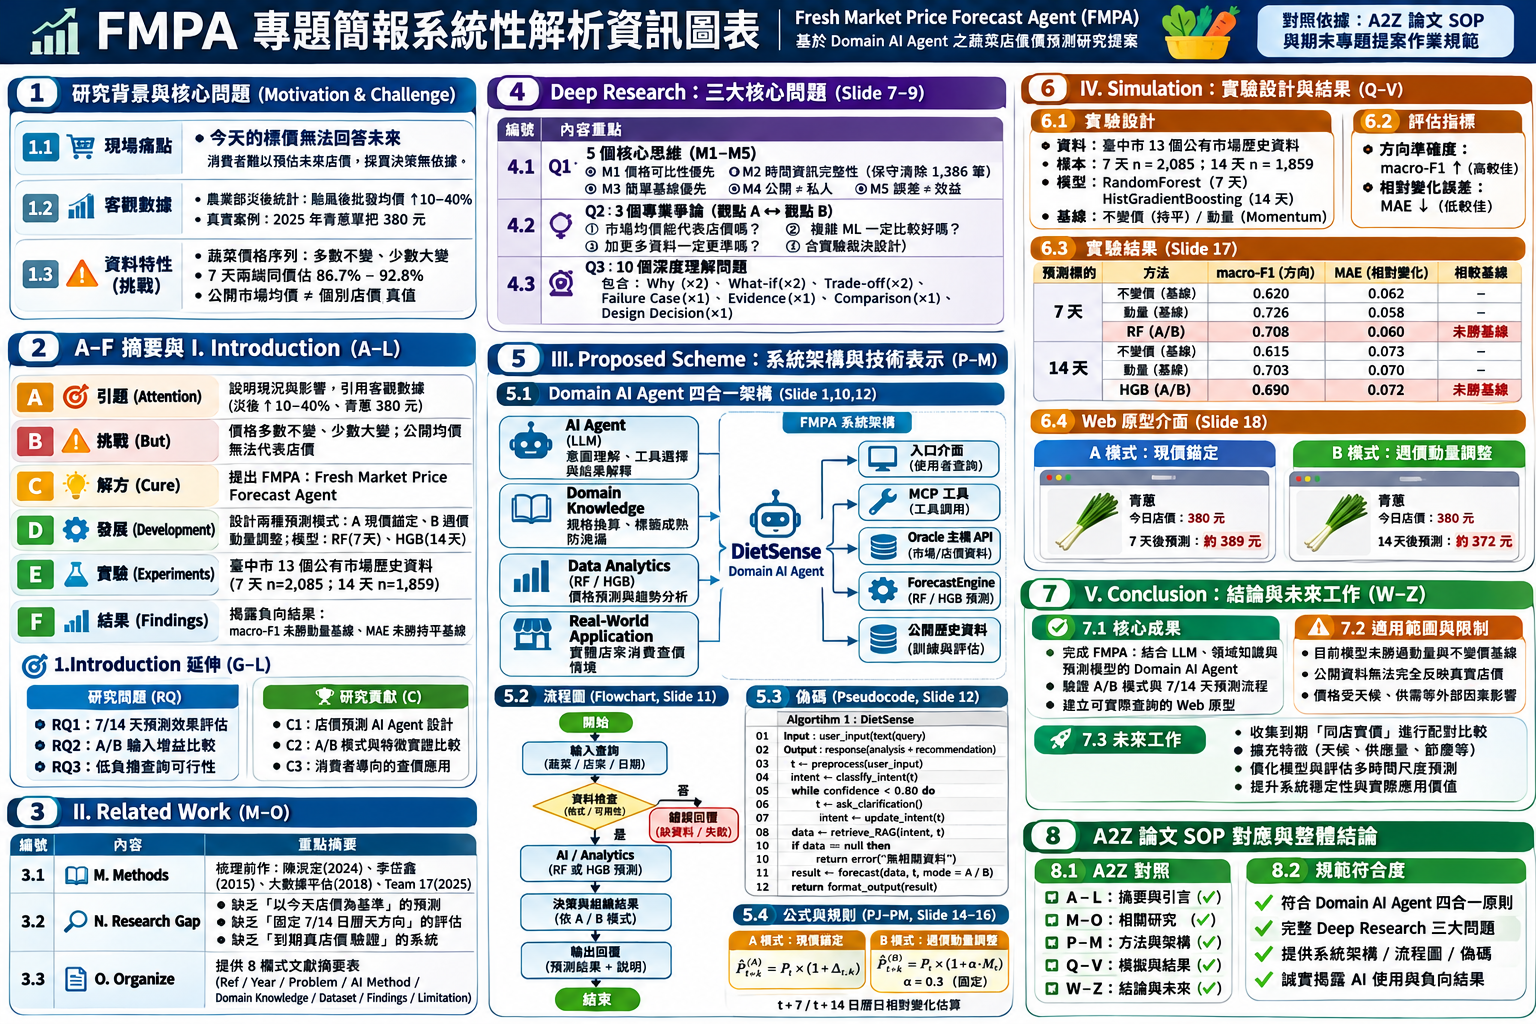 FMPA 專題簡報系統性解析資訊圖表
Fresh Market Price Forecast Agent (FMPA)
基於 Domain AI Agent 之蔬菜店價價預測研究提案
對照依據：A2Z 論文 SOP
與期末專題提案作業規範
1 研究背景與核心問題 (Motivation & Challenge)
1.1 現場痛點
• 今天的標價無法回答未來
消費者難以預估未來店價，採買決策無依據。
1.2 客觀數據
• 農業部災後統計：颱風後批發均價 ↑10–40%
• 真實案例：2025 年青蔥單把 380 元
1.3 資料特性
(挑戰)
• 蔬菜價格序列：多數不變、少數大變
• 7 天兩端同價佔 86.7% – 92.8%
• 公開市場均價 ≠ 個別店價 真值
2 A–F 摘要與 I. Introduction (A–L)
A 引題 (Attention)
說明現況與影響，引用客觀數據
(災後 ↑10–40%、青蔥 380 元)
B 挑戰 (But)
價格多數不變、少數大變；公開均價
無法代表店價
C 解方 (Cure)
提出 FMPA：Fresh Market Price
Forecast Agent
D 發展 (Development)
設計兩種預測模式：A 現價錨定、B 週價
動量調整；模型：RF(7天)、HGB(14天)
E 實驗 (Experiments)
臺中市 13 個公有市場歷史資料
(7 天 n=2,085；14 天 n=1,859)
F 結果 (Findings)
揭露負向結果：
macro-F1 未勝動量基線、MAE 未勝持平基線
1.Introduction 延伸 (G–L)
研究問題 (RQ)
RQ1：7/14 天預測效果評估
RQ2：A/B 輸入增益比較
RQ3：低負擔查詢可行性
研究貢獻 (C)
• C1：店價預測 AI Agent 設計
• C2：A/B 模式與特徵實證比較
• C3：消費者導向的查價應用
3 II. Related Work (M–O)
編號 內容 重點摘要
3.1 M. Methods
梳理前作：陳滉定(2024)、李岱鑫
(2015)、大數據平估(2018)、Team 17(2025)
3.2 N. Research Gap
• 缺乏「以今天店價為基準」的預測
• 缺乏「固定 7/14 日曆天方向」的評估
• 缺乏「到期真店價驗證」的系統
3.3 O. Organize
提供 8 欄式文獻摘要表
(Ref / Year / Problem / AI Method /
Domain Knowledge / Dataset / Findings / Limitation)
4 Deep Research：三大核心問題 (Slide 7–9)
編號 內容重點
4.1 Q1·
5 個核心思維 (M1–M5)
M1 價格可比性優先 M2 時間資訊完整性 (保守清除 1,386 筆)
M3 簡單基線優先 M4 公開 ≠ 私人 M5 誤差 ≠ 效益
4.2
Q2：3 個專業爭論 (觀點 A ↔ 觀點 B)
① 市場均價能代表店價嗎？ ② 複雜 ML 一定比較好嗎？
③ 加更多資料一定更準嗎？ 含實驗裁決設計)
4.3
Q3：10 個深度理解問題
包含：Why (×2)、What-if(×2)、Trade-off(×2)、
Failure Case(×1)、Evidence(×1)、Comparison(×1)、
Design Decision(×1)
5 III. Proposed Scheme：系統架構與技術表示 (P–M)
5.1 Domain AI Agent 四合一架構 (Slide 1,10,12)
AI Agent
(LLM)
意圖理解、工具選擇
與結果解釋
Domain
Knowledge
規格換算、標籤成熟
防洩漏
Data Analytics
(RF / HGB)
價格預測與趨勢分析
Real-World
Application
實體店家消費查價
情境
FMPA 系統架構
DietSense
Domain AI Agent
入口介面
(使用者查詢)
MCP 工具
(工具調用)
Oracle 主機 API
(市場/店價資料)
ForecastEngine
(RF / HGB 預測)
公開歷史資料
(訓練與評估)
5.2 流程圖 (Flowchart, Slide 11)
開始
輸入查詢
(蔬菜 / 店家 / 日期)
資料檢查
(格式 / 可用性)
否
錯誤回覆
(缺資料 / 失敗)
是
AI / Analytics
(RF 或 HGB 預測)
決策與組織結果
(依 A / B 模式)
輸出回覆
(預測結果 + 說明)
結束
5.3 偽碼 (Pseudocode, Slide 12)
Algortihm 1 : DietSense
01 Input : user_input(text(query)
02 Output : response(analysis + recommendation)
03 t ← preprocess(user_input)
04 intent ← classlfy_intent(t)
05 while confidence < 0.80 do
06 t ← ask_clarification()
07 intent ← update_intent(t)
08 data ← retrieve_RAG(intent, t)
10 if data == null then
10 return error("無相關資料")
11 result ← forecast(data, t, mode = A / B)
12 return format_output(result)
5.4 公式與規則 (PJ–PM, Slide 14–16)
A 模式：現價錨定
P̂ₜ₊ₖ⁽ᴬ⁾ = Pₜ × (1 + Δₜ,ₖ)
B 模式：週價動量調整
P̂ₜ₊ₖ⁽ᴮ⁾ = Pₜ × (1+α·Mₜ)
α = 0.3 (固定)
t + 7 / t + 14 日曆日相對變化估算
6 IV. Simulation：實驗設計與結果 (Q–V)
6.1 實驗設計
• 資料：臺中市 13 個公有市場歷史資料
• 樣本：7 天 n = 2,085；14 天 n = 1,859
• 模型：RandomForest (7 天)
HistGradientBoosting (14 天)
• 基線：不變價 (持平) / 動量 (Momentum)
6.2 評估指標
方向準確度：
macro-F1 ↑ (高較佳)
相對變化誤差：
MAE ↓ (低較佳)
6.3 實驗結果 (Slide 17)
預測標的 方法 macro-F1 (方向) MAE (相對變化) 相較基線
7 天
不變價 (基線) 0.620 0.062 –
動量 (基線) 0.726 0.058 –
RF (A/B) 0.708 0.060 未勝基線
14 天
不變價 (基線) 0.615 0.073 –
動量 (基線) 0.703 0.070 –
HGB (A/B) 0.690 0.072 未勝基線
6.4 Web 原型介面 (Slide 18)
A 模式：現價錨定
青蔥
今日店價：380 元
7 天後預測：約 389 元
B 模式：週價動量調整
青蔥
今日店價：380 元
14天後預測：約 372 元
7 V. Conclusion：結論與未來工作 (W–Z)
7.1 核心成果
• 完成 FMPA：結合 LLM、領域知識與
預測模型的 Domain AI Agent
• 驗證 A/B 模式與 7/14 天預測流程
• 建立可實際查詢的 Web 原型
7.2 適用範圍與限制
• 目前模型未勝過動量與不變價基線
• 公開資料無法完全反映真實店價
• 價格受天候、供需等外部因素影響
7.3 未來工作
• 收集到期「同店實價」進行配對比較
• 擴充特徵 (天候、供應量、節慶等)
• 優化模型與評估多時間尺度預測
• 提升系統穩定性與實際應用價值
8 A2Z 論文 SOP 對應與整體結論
8.1 A2Z 對照
A – L：摘要與引言 (✓)
M – O：相關研究 (✓)
P – M：方法與架構 (✓)
Q – V：模擬與結果 (✓)
W – Z：結論與未來 (✓)
8.2 規範符合度
✓ 符合 Domain AI Agent 四合一原則
✓ 完整 Deep Research 三大問題
✓ 提供系統架構 / 流程圖 / 偽碼
✓ 誠實揭露 AI 使用與負向結果